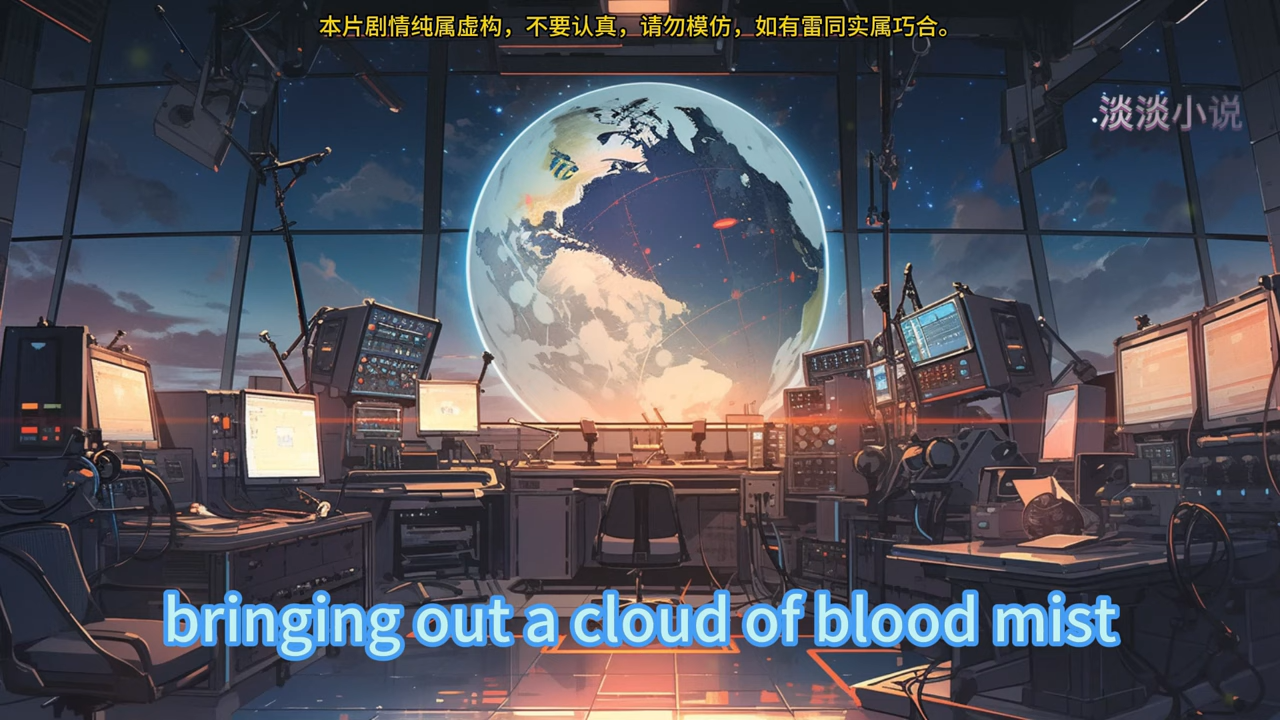 本片剧情纯属虚构，不要认真，请勿模仿，如有雷同实属巧合。
淡淡小说
bringing out a cloud of blood mist